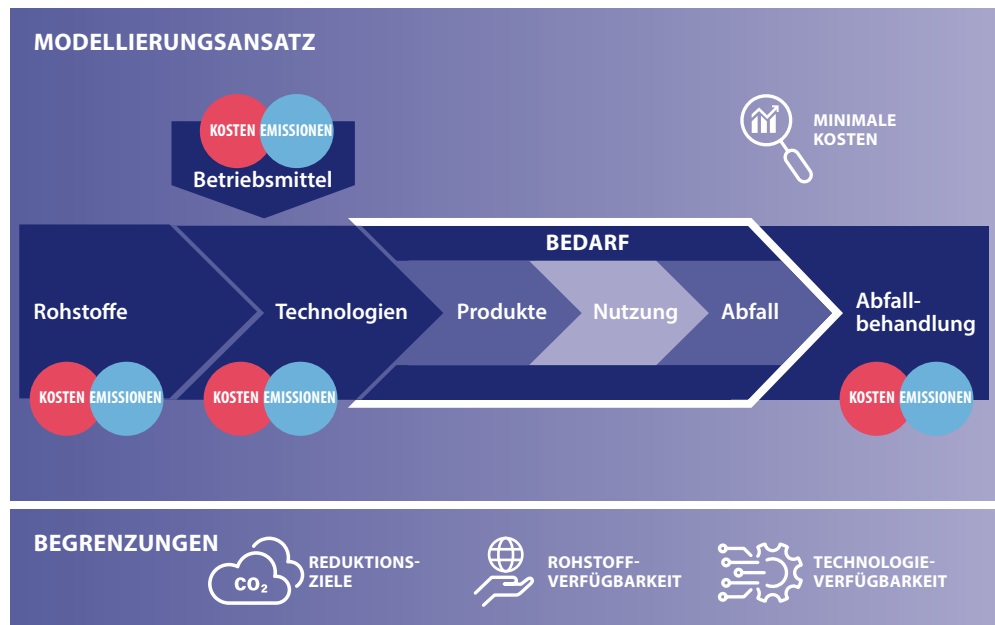 MODELLIERUNGSANSATZ
KOSTEN
EMISSIONEN
Betriebsmittel
MINIMALE
KOSTEN
BEDARF
Rohstoffe
Technologien
Produkte
Nutzung
Abfall
Abfall-
behandlung
KOSTEN
EMISSIONEN
KOSTEN
EMISSIONEN
KOSTEN
EMISSIONEN
BEGRENZUNGEN
CO₂
REDUKTIONS-
ZIELE
ROHSTOFF-
VERFÜGBARKEIT
TECHNOLOGIE-
VERFÜGBARKEIT